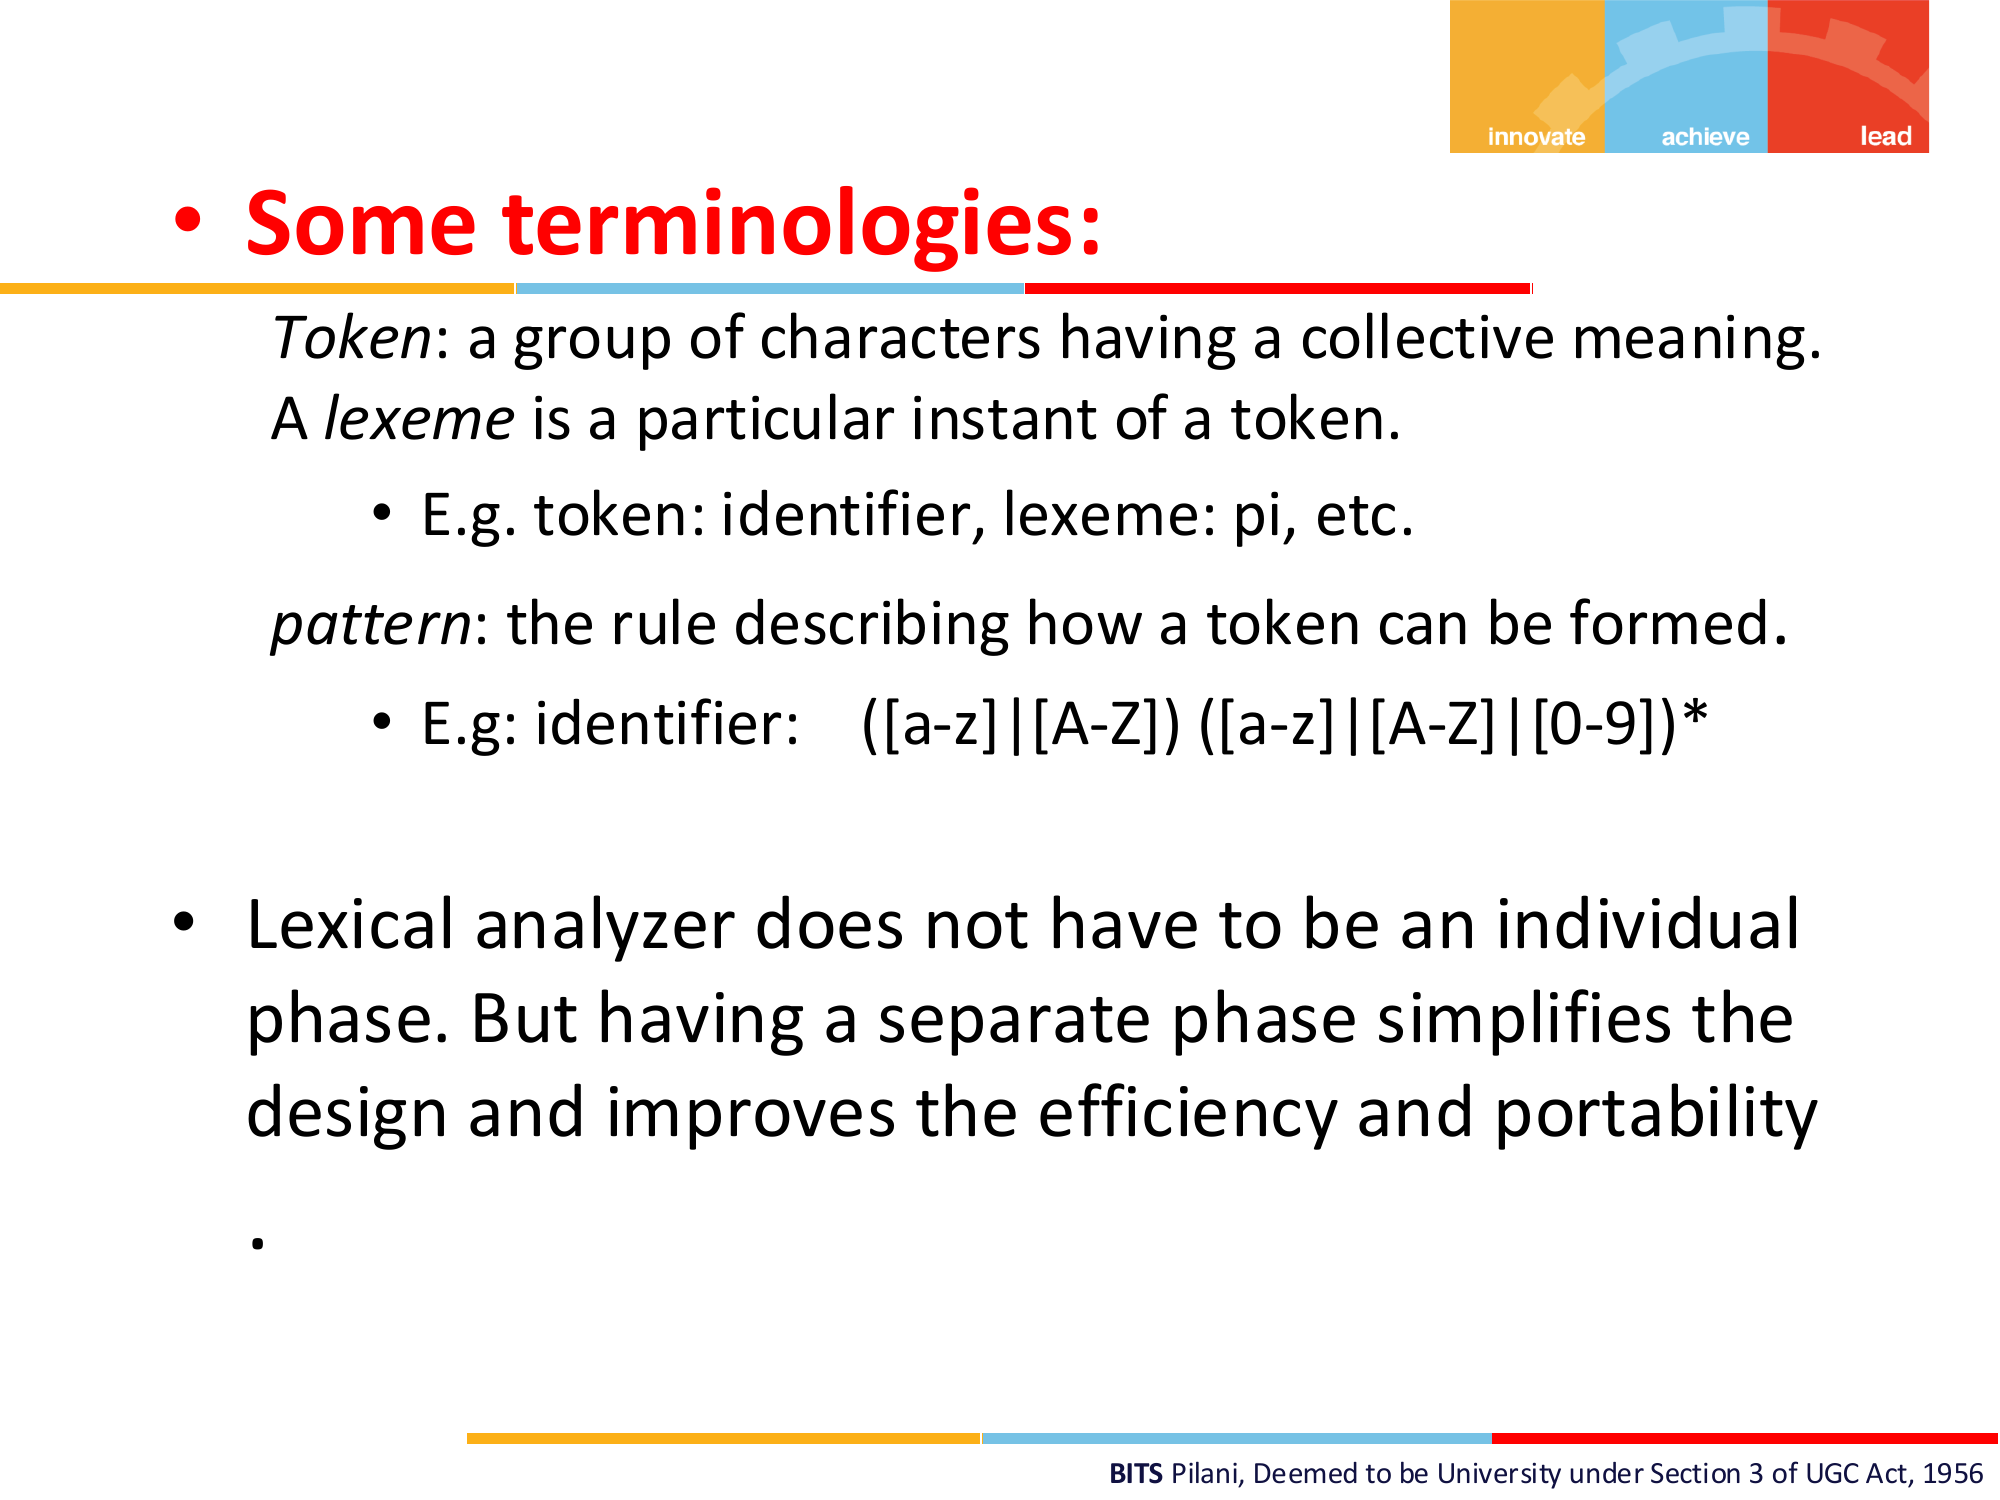 innovate achieve lead
• Some terminologies:
Token: a group of characters having a collective meaning.
A lexeme is a particular instant of a token.
• E.g. token: identifier, lexeme: pi, etc.
pattern: the rule describing how a token can be formed.
• E.g: identifier: ([a-z]|[A-Z]) ([a-z]|[A-Z]|[0-9])*
• Lexical analyzer does not have to be an individual
phase. But having a separate phase simplifies the
design and improves the efficiency and portability
.
BITS Pilani, Deemed to be University under Section 3 of UGC Act, 1956